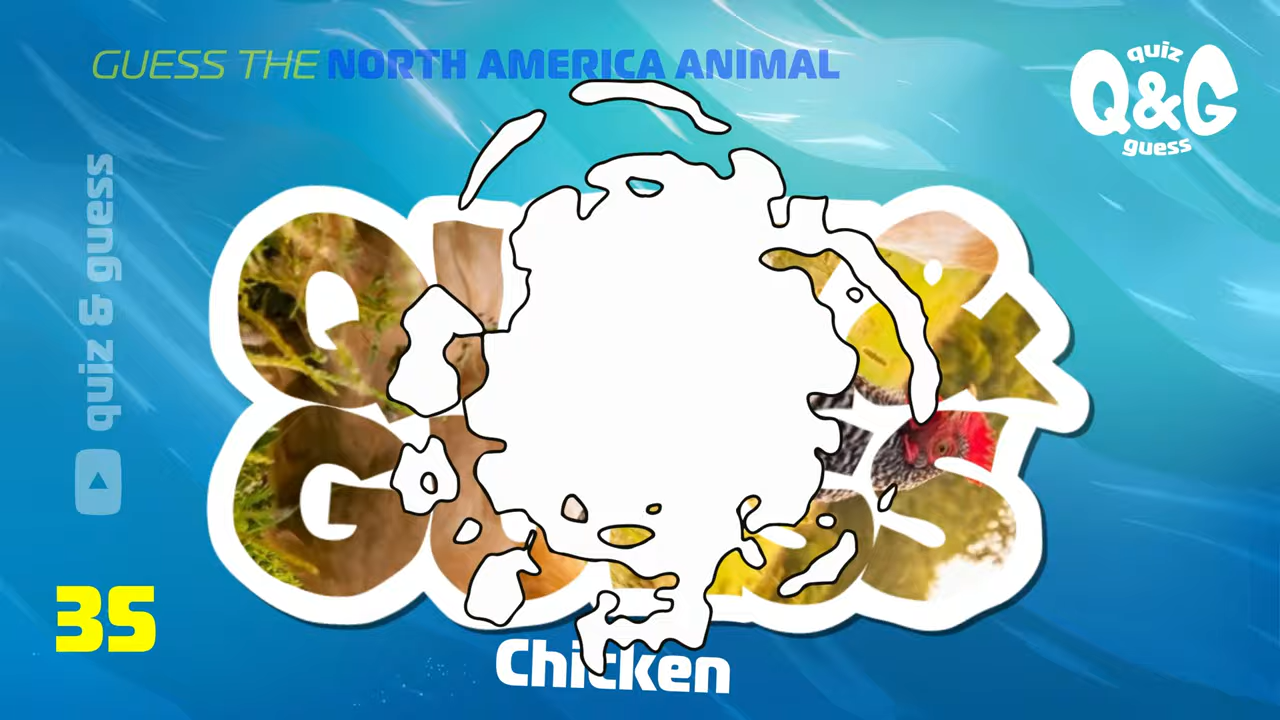 GUESS THE NORTH AMERICA ANIMAL
quiz
Q&G
guess
quiz & guess
35
Chicken